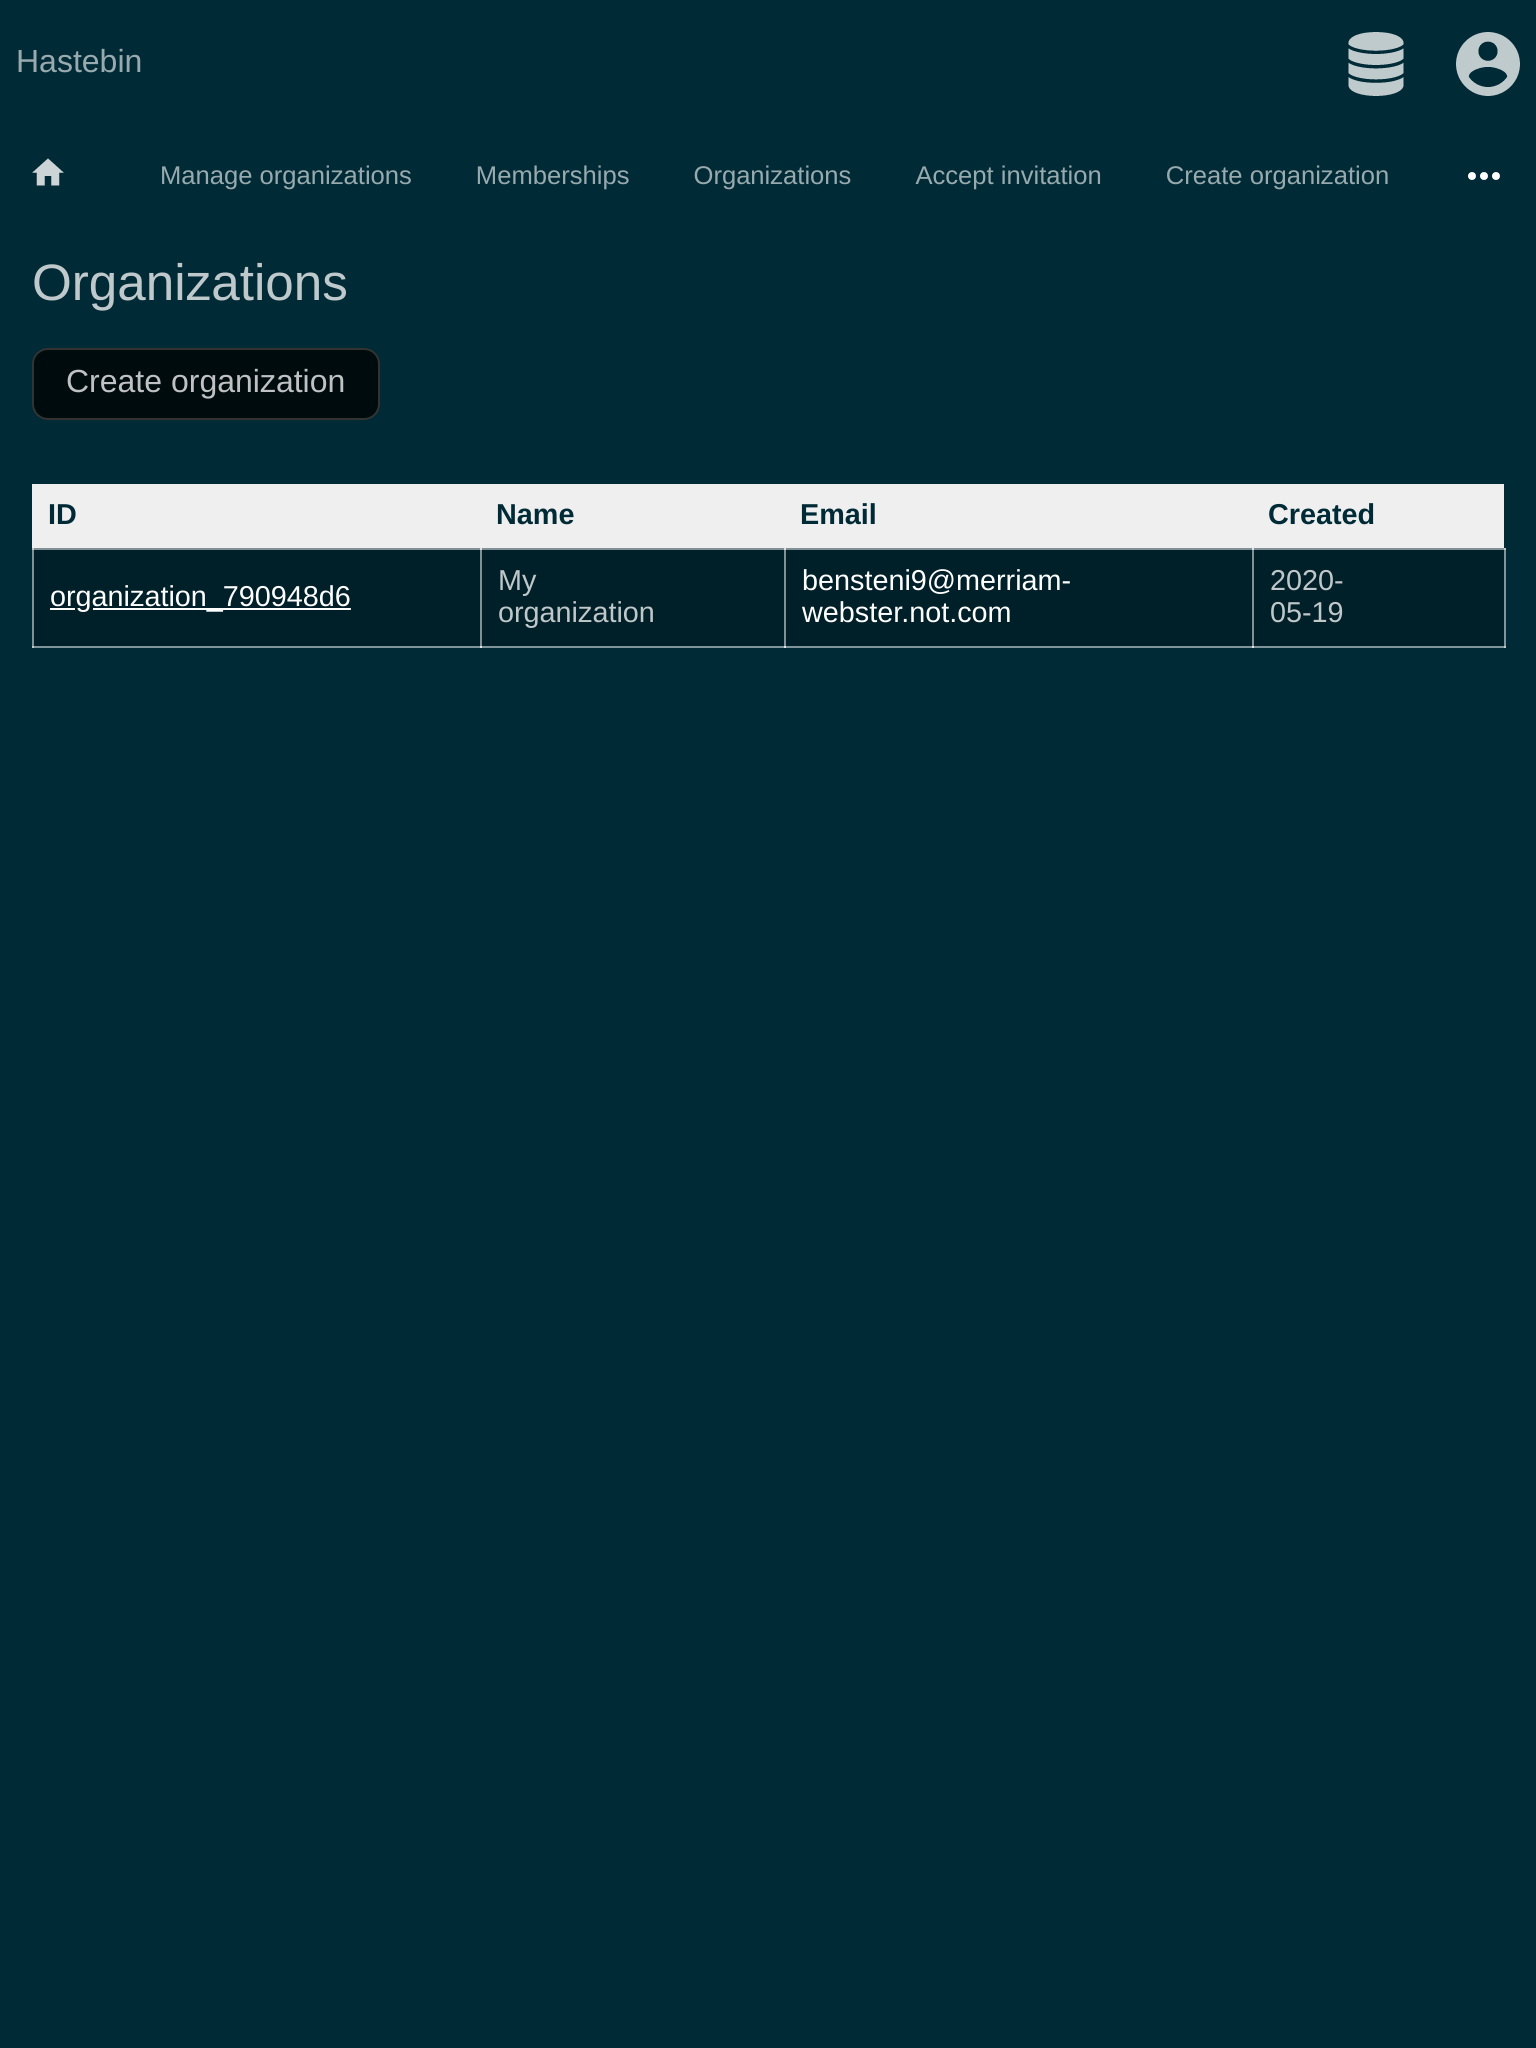 Hastebin
Manage organizations Memberships Organizations Accept invitation Create organization
Organizations
Create organization
ID Name Email Created
organization_790948d6
My
organization
bensteni9@merriam-
webster.not.com
2020-
05-19